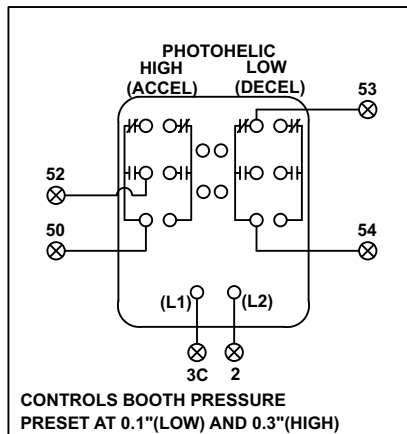 PHOTOHELIC
HIGH
(ACCEL)
LOW
(DECEL)
53
52
50
54
(L1)
(L2)
3C
2
CONTROLS BOOTH PRESSURE
PRESET AT 0.1"(LOW) AND 0.3"(HIGH)